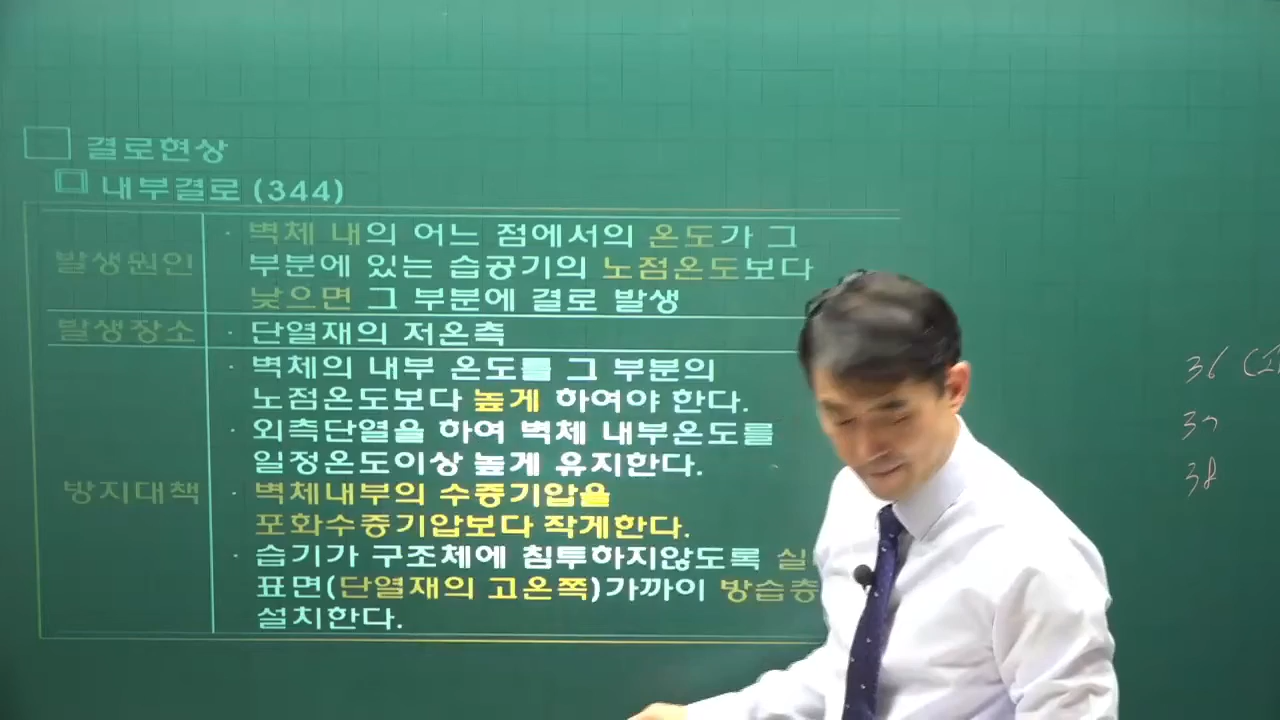 결로현상
내부결로 (344)
발생원인
· 벽체 내의 어느 점에서의 온도가 그
부분에 있는 습공기의 노점온도보다
낮으면 그 부분에 결로 발생
발생장소
· 단열재의 저온측
방지대책
· 벽체의 내부 온도를 그 부분의
노점온도보다 높게 하여야 한다.
· 외측단열을 하여 벽체 내부온도를
일정온도이상 높게 유지한다.
· 벽체내부의 수증기압을
포화수증기압보다 작게한다.
· 습기가 구조체에 침투하지않도록 실
표면(단열재의 고온쪽)가까이 방습층
설치한다.
36
37
38